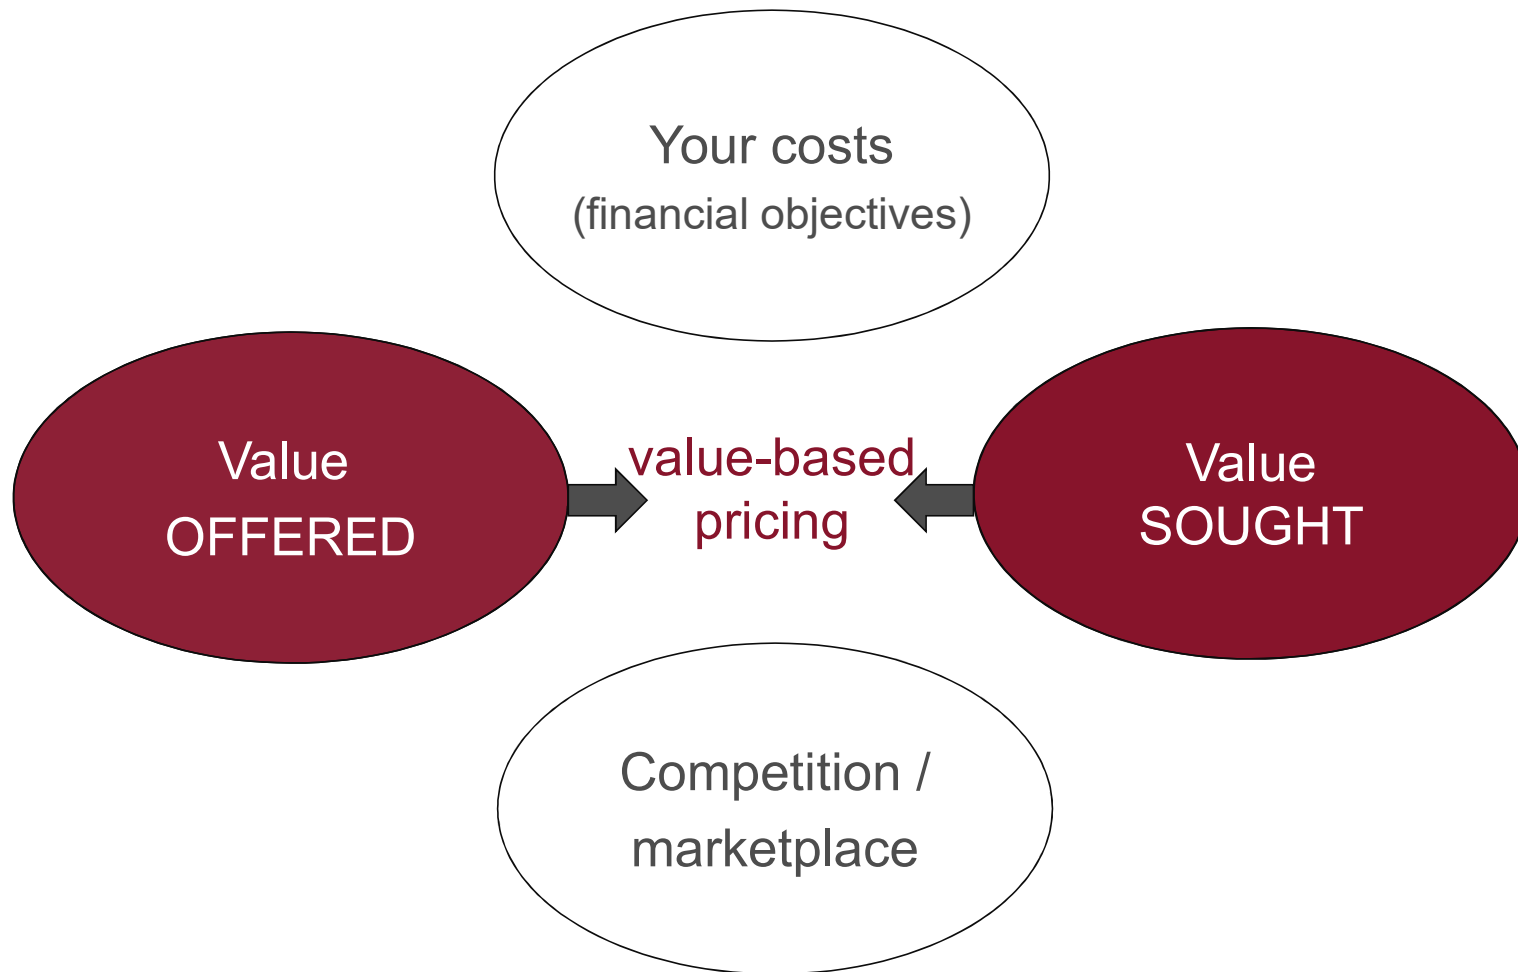 Your costs
(financial objectives)
Value
OFFERED
value-based
pricing
Value
SOUGHT
Competition /
marketplace